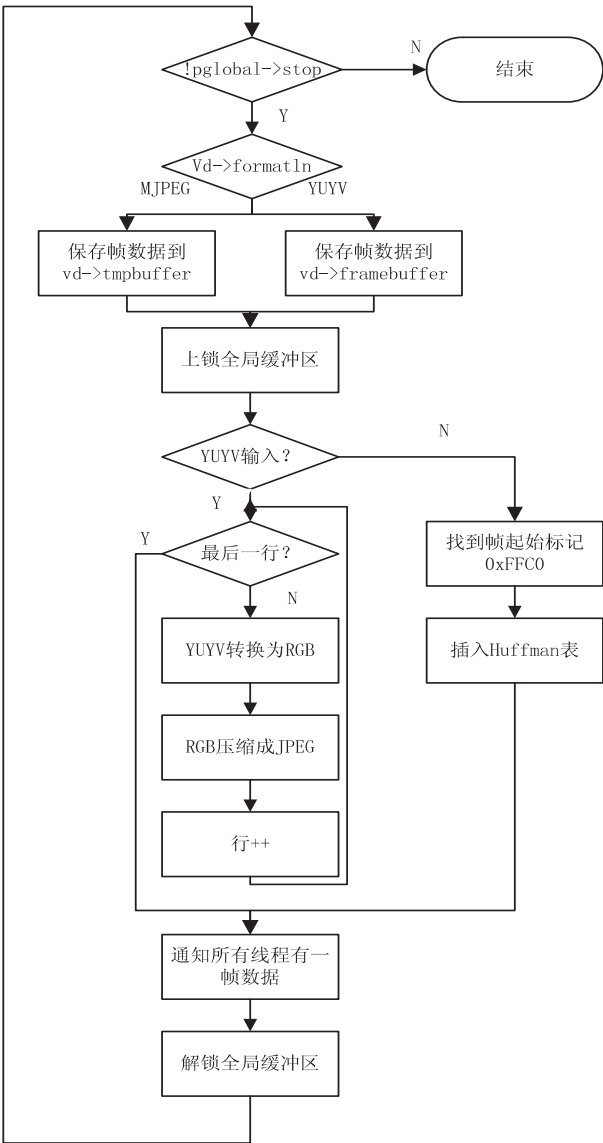 !pglobal->stop
N
结束
Y
Vd->formatln
MJPEG
YUYV
保存帧数据到
vd->tmpbuffer
保存帧数据到
vd->framebuffer
上锁全局缓冲区
YUYV输入?
N
Y
Y
最后一行?
找到帧起始标记
0xFFC0
N
YUYV转换为RGB
插入Huffman表
RGB压缩成JPEG
行++
通知所有线程有一
帧数据
解锁全局缓冲区